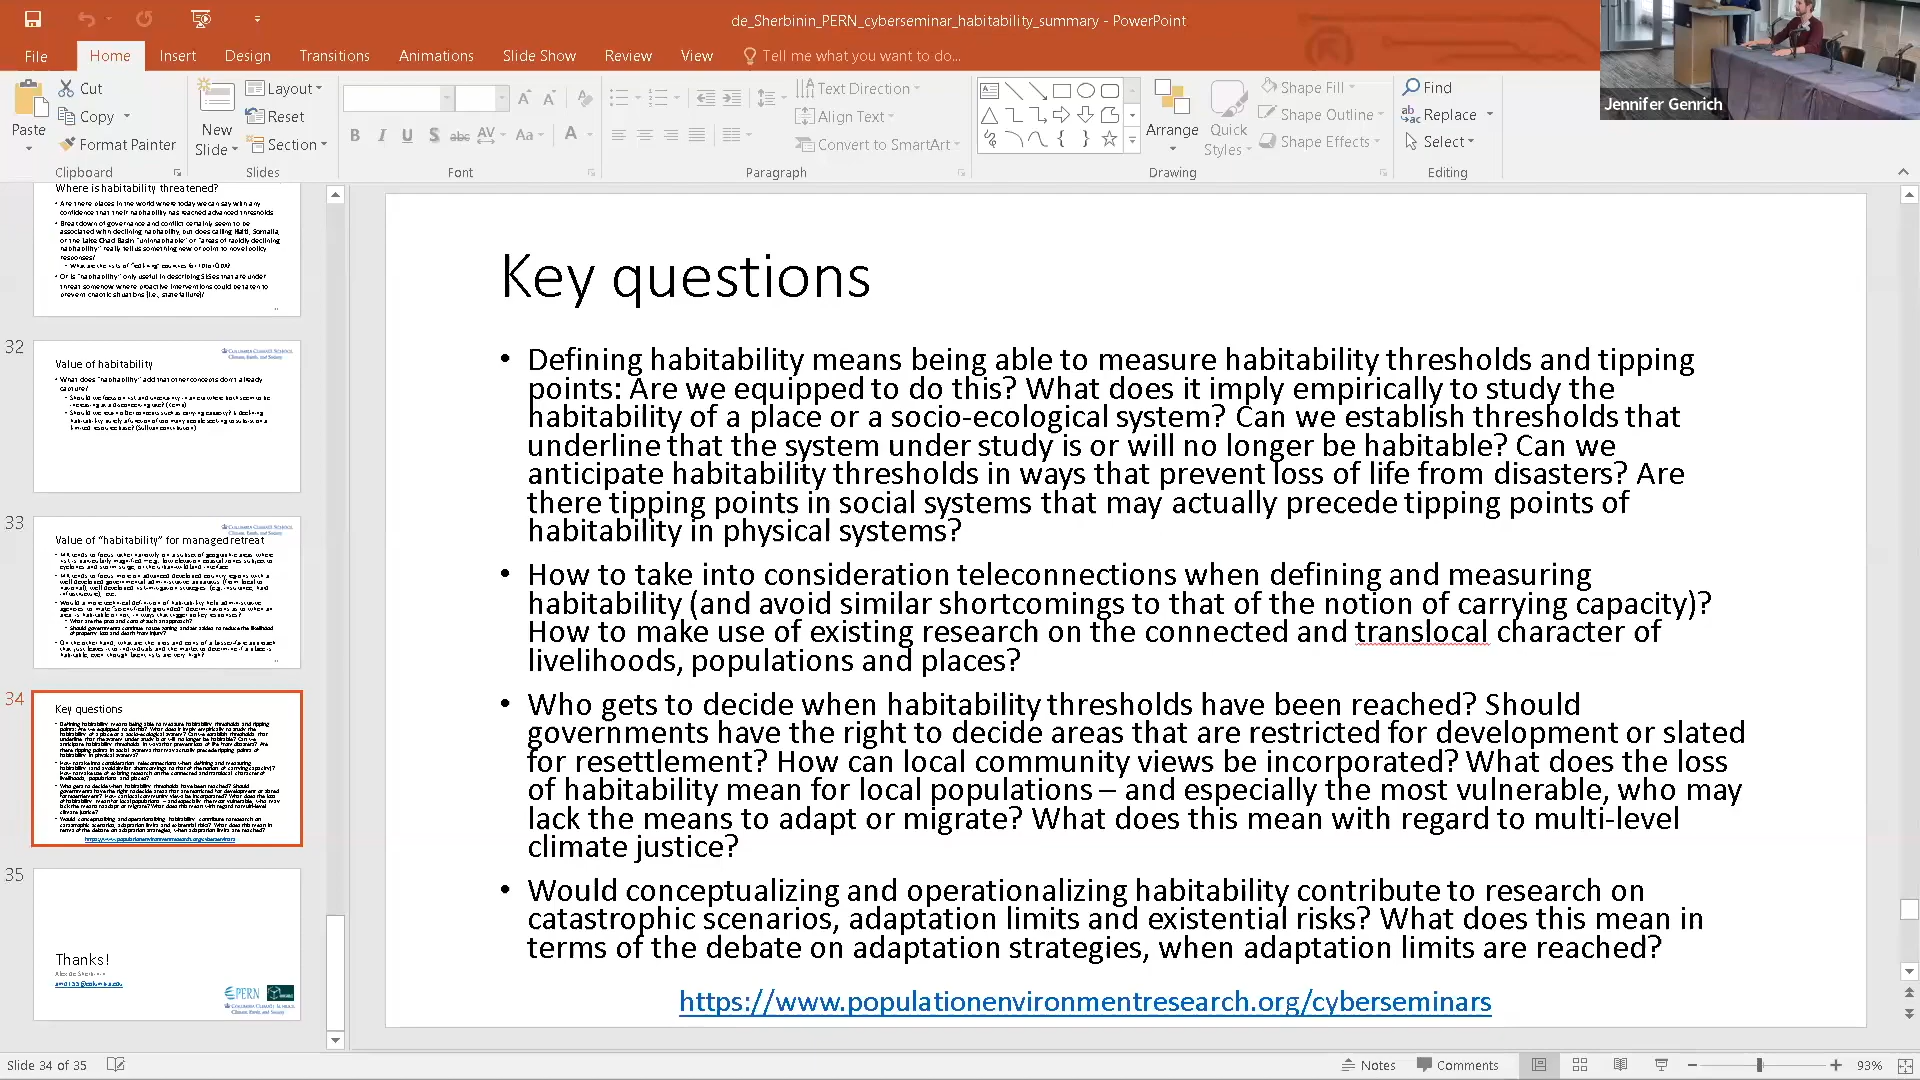 de_Sherbinin_PERN_cyberseminar_habitability_summary - PowerPoint
File Home Insert Design Transitions Animations Slide Show Review View Tell me what you want to do...
Paste
Cut
Copy
Format Painter
Clipboard
New Slide
Layout
Reset
Section
Slides
B I U S abc AV Aa A
Font
Text Direction
Align Text
Convert to SmartArt
Paragraph
Arrange
Quick Styles
Shape Fill
Shape Outline
Shape Effects
Drawing
Find
Replace
Select
Editing
Jennifer Genrich
Where is habitability threatened?
32
Value of habitability
33
Value of "habitability" for managed retreat
34
Key questions
35
Thanks!
Alex de Sherbinin
PERN
Key questions
• Defining habitability means being able to measure habitability thresholds and tipping
points: Are we equipped to do this? What does it imply empirically to study the
habitability of a place or a socio-ecological system? Can we establish thresholds that
underline that the system under study is or will no longer be habitable? Can we
anticipate habitability thresholds in ways that prevent loss of life from disasters? Are
there tipping points in social systems that may actually precede tipping points of
habitability in physical systems?
• How to take into consideration teleconnections when defining and measuring
habitability (and avoid similar shortcomings to that of the notion of carrying capacity)?
How to make use of existing research on the connected and translocal character of
livelihoods, populations and places?
• Who gets to decide when habitability thresholds have been reached? Should
governments have the right to decide areas that are restricted for development or slated
for resettlement? How can local community views be incorporated? What does the loss
of habitability mean for local populations – and especially the most vulnerable, who may
lack the means to adapt or migrate? What does this mean with regard to multi-level
climate justice?
• Would conceptualizing and operationalizing habitability contribute to research on
catastrophic scenarios, adaptation limits and existential risks? What does this mean in
terms of the debate on adaptation strategies, when adaptation limits are reached?
https://www.populationenvironmentresearch.org/cyberseminars
Slide 34 of 35
Notes
Comments
93%